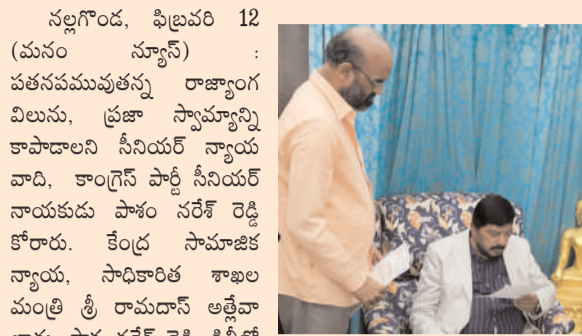 నల్లగొండ, ఫిబ్రవరి 12
(మనం న్యూస్) :
పతనపమువుతన్న రాజ్యాంగ
విలును, ప్రజా స్వామ్యాన్ని
కాపాడాలని సీనియర్ న్యాయ
వాది, కాంగ్రెస్ పార్టీ సీనియర్
నాయకుడు పాశం నరేశ్ రెడ్డి
కోరారు. కేంద్ర సామాజిక
న్యాయ, సాధికారిత శాఖల
మంత్రి శ్రీ రామదాస్ అత్లేవా